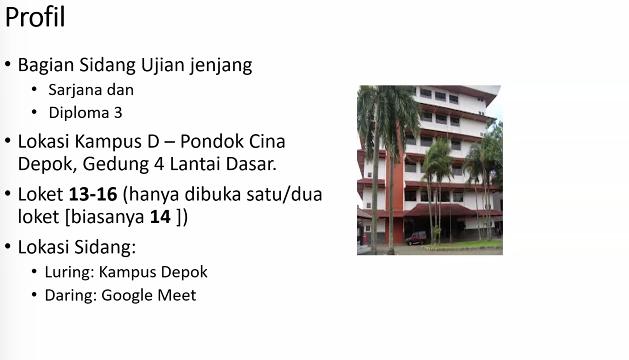 Profil
• Bagian Sidang Ujian jenjang
• Sarjana dan
• Diploma 3
• Lokasi Kampus D – Pondok Cina
Depok, Gedung 4 Lantai Dasar.
• Loket 13-16 (hanya dibuka satu/dua
loket [biasanya 14 ])
• Lokasi Sidang:
• Luring: Kampus Depok
• Daring: Google Meet